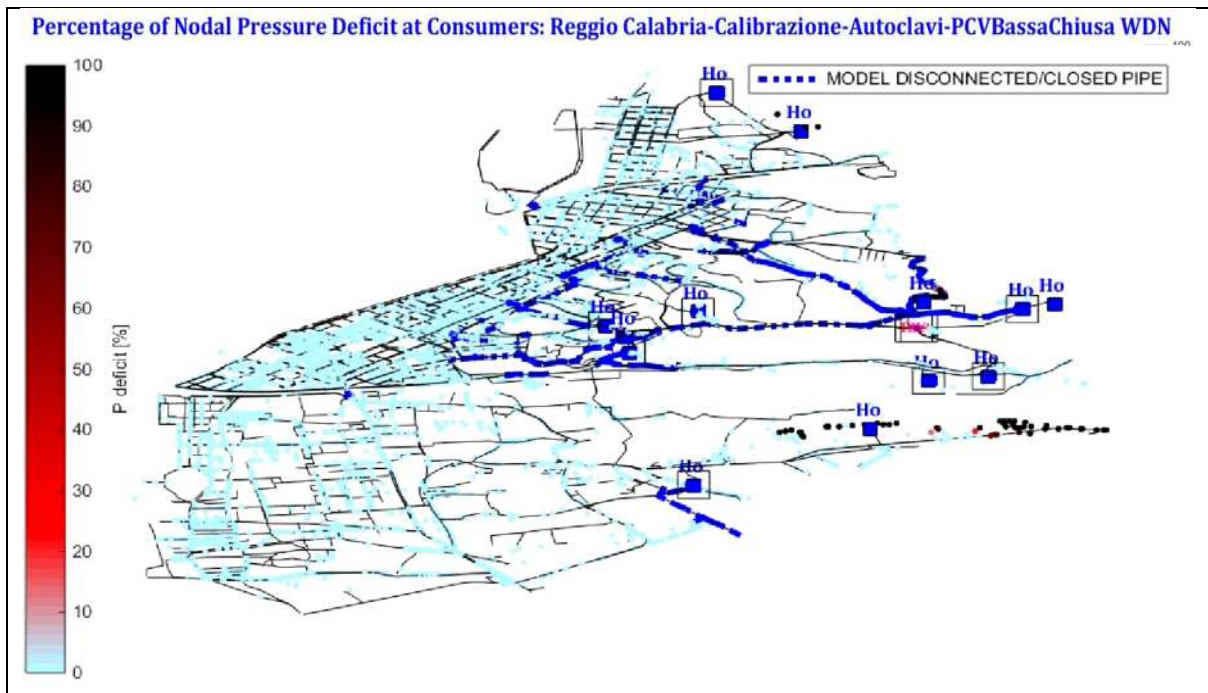 Percentage of Nodal Pressure Deficit at Consumers: Reggio Calabria-Calibrazione-Autoclavi-PCVBassaChiusa WDN
MODEL DISCONNECTED/CLOSED PIPE
P deficit [%]
100
90
80
70
60
50
40
30
20
10
0
Ho
Ho
Ho
Ho
Ho
Ho
Ho
Ho
Ho
Ho
Ho
Ho